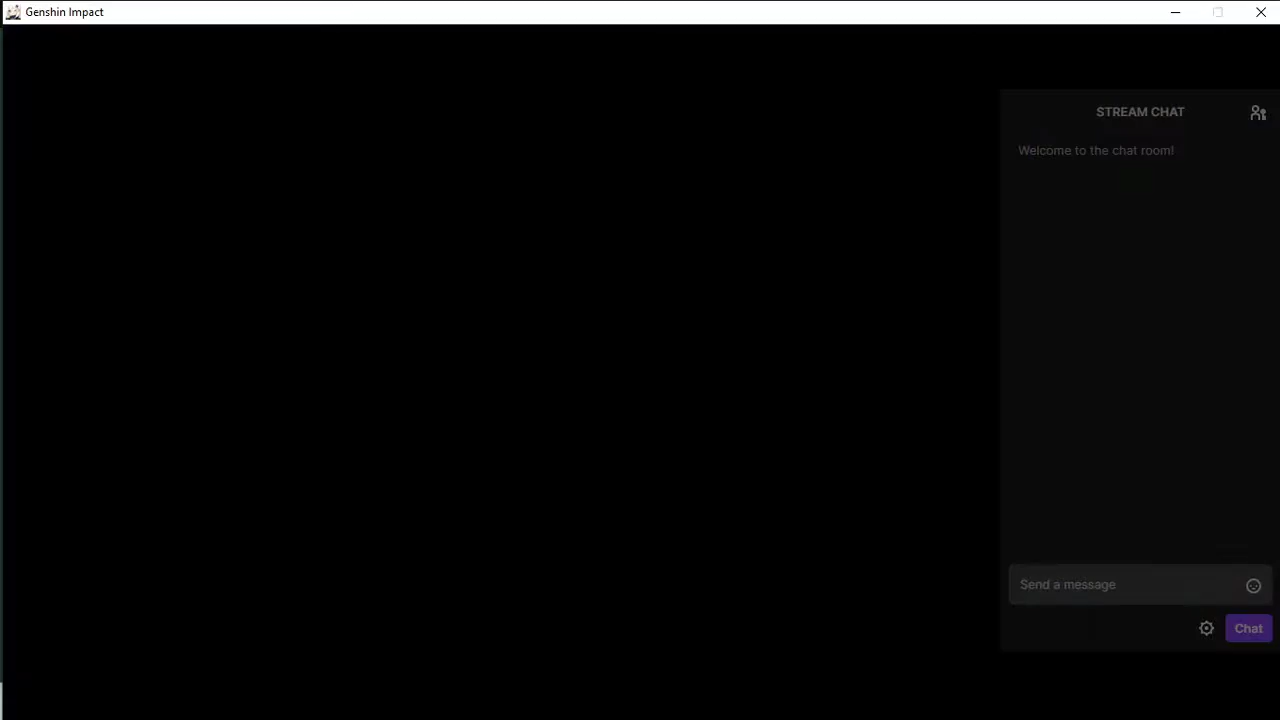 Genshin Impact
STREAM CHAT
Welcome to the chat room!
Send a message
Chat